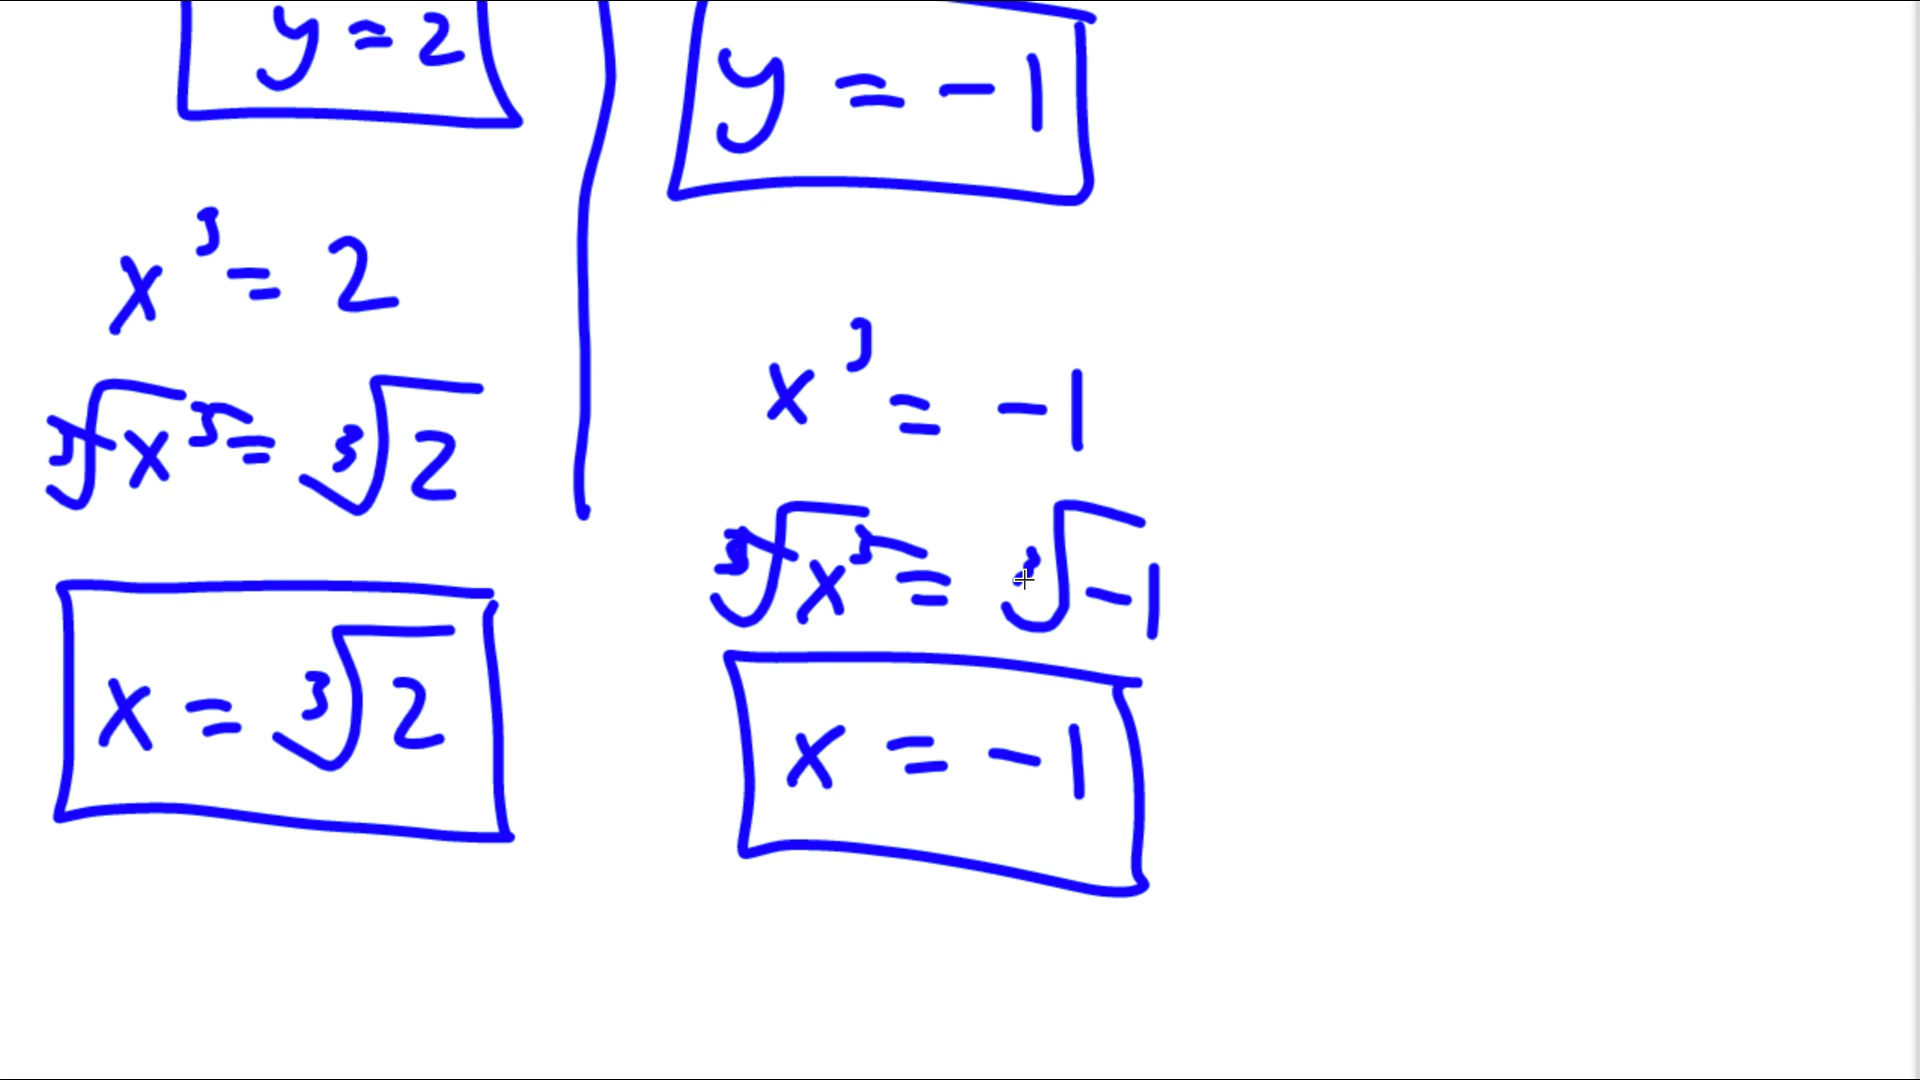 y = 2
x³ = 2
∛x³ = ∛2
x = ∛2
y = -1
x³ = -1
∛x³ = ∛-1
x = -1